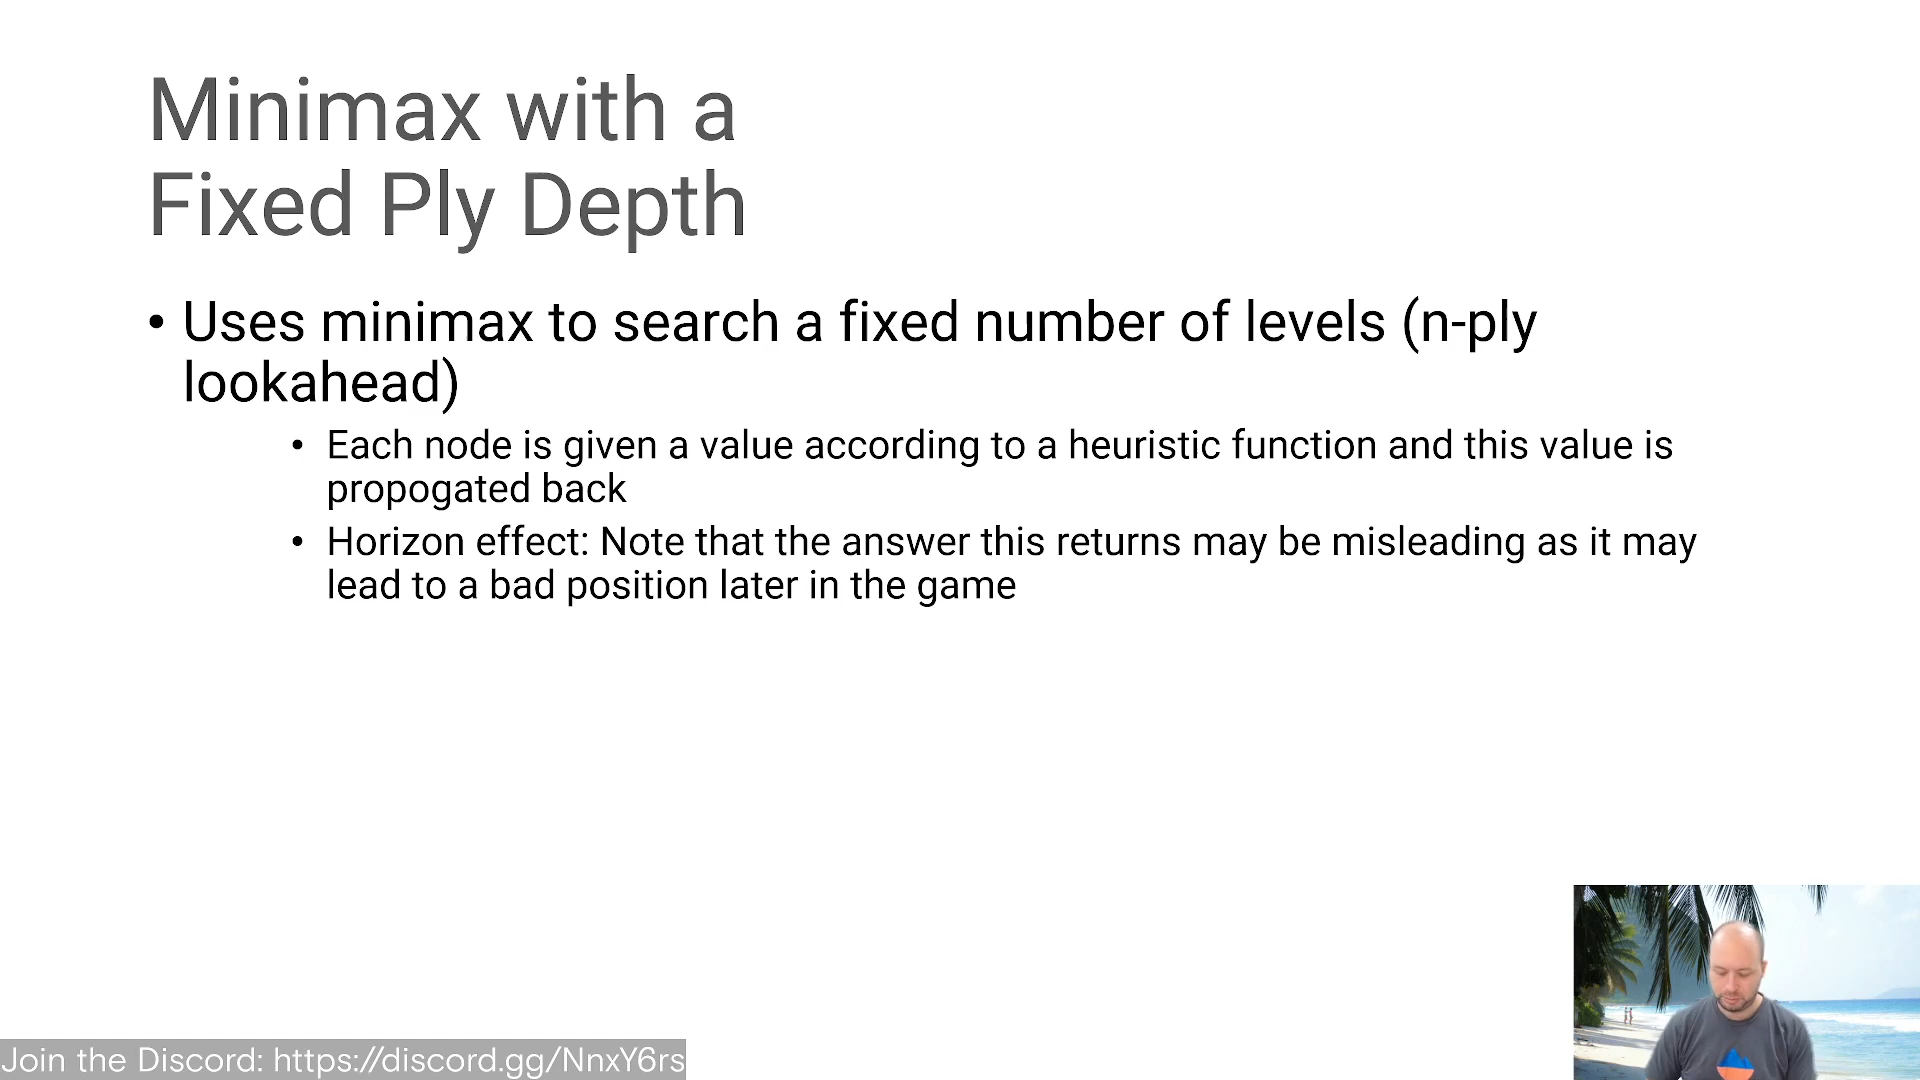 Minimax with a
Fixed Ply Depth
• Uses minimax to search a fixed number of levels (n-ply
lookahead)
• Each node is given a value according to a heuristic function and this value is
propogated back
• Horizon effect: Note that the answer this returns may be misleading as it may
lead to a bad position later in the game
Join the Discord: https://discord.gg/NnxY6rs